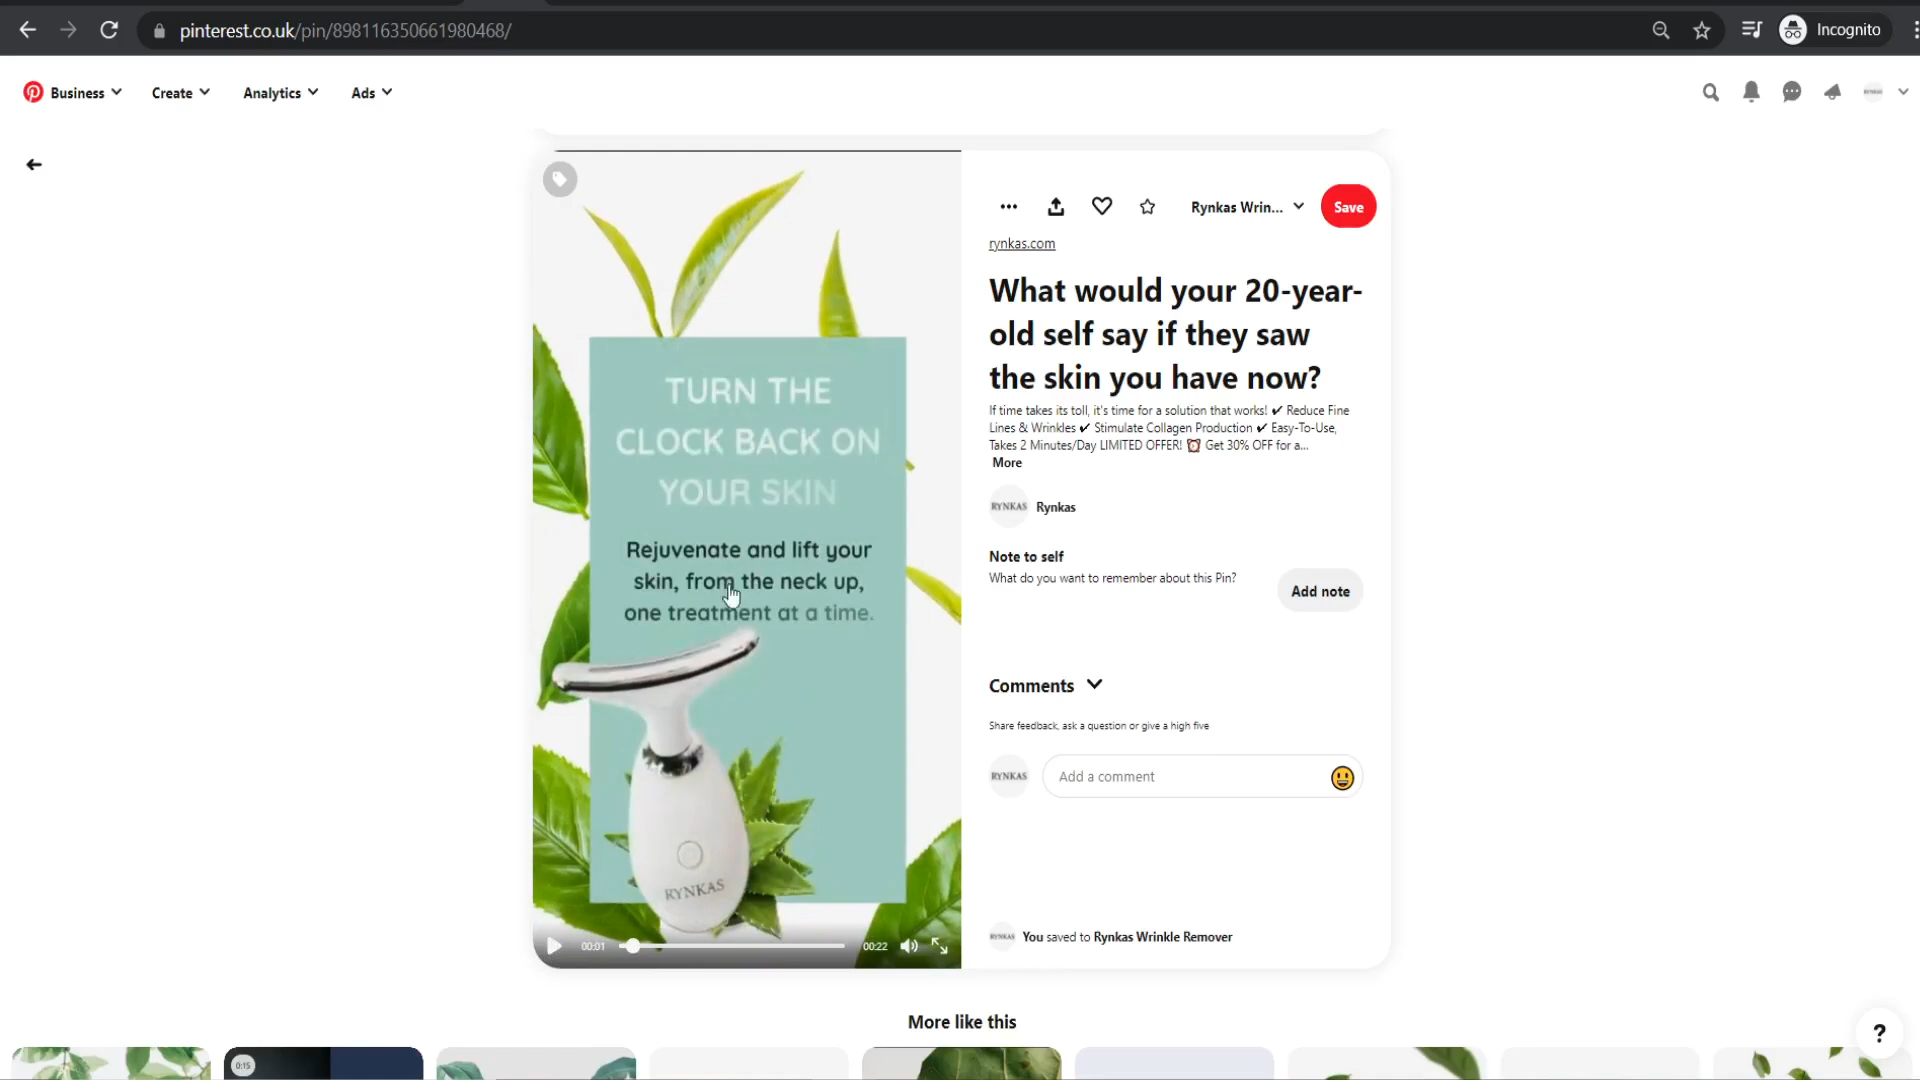 pinterest.co.uk/pin/898116350661980468/
Incognito
Business
Create
Analytics
Ads
RYNKAS
Rynkas Wrin...
Save
rynkas.com
What would your 20-year-
old self say if they saw
the skin you have now?
If time takes its toll, it's time for a solution that works! ✔ Reduce Fine
Lines & Wrinkles ✔ Stimulate Collagen Production ✔ Easy-To-Use,
Takes 2 Minutes/Day LIMITED OFFER! ⏰ Get 30% OFF for a...
More
RYNKAS
Rynkas
Note to self
What do you want to remember about this Pin?
Add note
Comments
Share feedback, ask a question or give a high five
RYNKAS
Add a comment
RYNKAS
You saved to Rynkas Wrinkle Remover
TURN THE
CLOCK BACK ON
YOUR SKIN
Rejuvenate and lift your
skin, from the neck up,
one treatment at a time.
RYNKAS
00:01
00:22
More like this
0:15
?